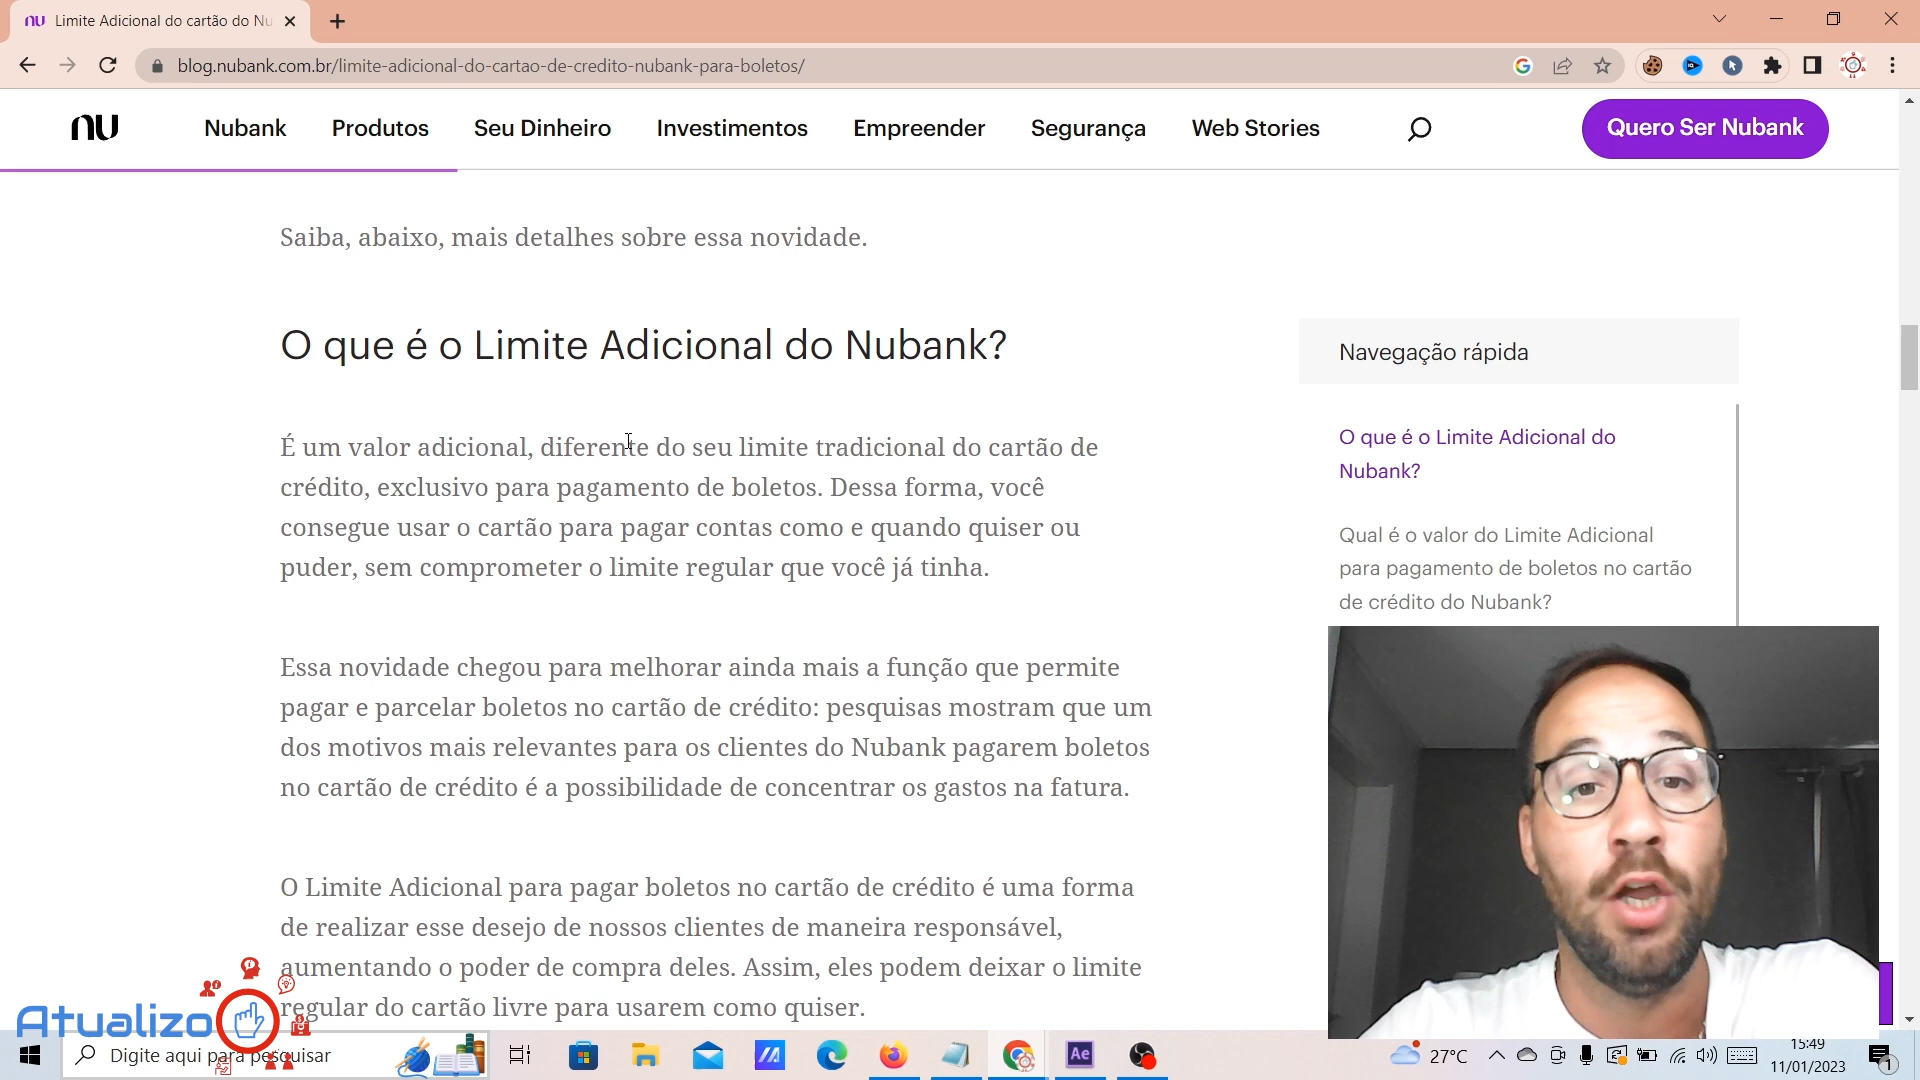 nu Limite Adicional do cartão do Nu
blog.nubank.com.br/limite-adicional-do-cartao-de-credito-nubank-para-boletos/
nu Nubank Produtos Seu Dinheiro Investimentos Empreender Segurança Web Stories Quero Ser Nubank
Saiba, abaixo, mais detalhes sobre essa novidade.
O que é o Limite Adicional do Nubank?
É um valor adicional, diferente do seu limite tradicional do cartão de
crédito, exclusivo para pagamento de boletos. Dessa forma, você
consegue usar o cartão para pagar contas como e quando quiser ou
puder, sem comprometer o limite regular que você já tinha.
Essa novidade chegou para melhorar ainda mais a função que permite
pagar e parcelar boletos no cartão de crédito: pesquisas mostram que um
dos motivos mais relevantes para os clientes do Nubank pagarem boletos
no cartão de crédito é a possibilidade de concentrar os gastos na fatura.
O Limite Adicional para pagar boletos no cartão de crédito é uma forma
de realizar esse desejo de nossos clientes de maneira responsável,
aumentando o poder de compra deles. Assim, eles podem deixar o limite
regular do cartão livre para usarem como quiser.
Navegação rápida
O que é o Limite Adicional do
Nubank?
Qual é o valor do Limite Adicional
para pagamento de boletos no cartão
de crédito do Nubank?
Atualizo
Digite aqui para pesquisar
Ae
27°C
15:49
11/01/2023
1